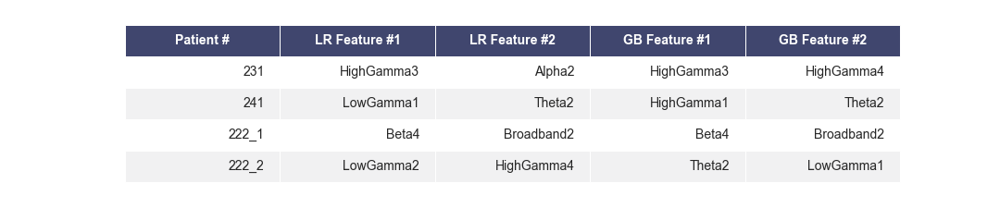 Patient # LR Feature #1 LR Feature #2 GB Feature #1 GB Feature #2
231 HighGamma3 Alpha2 HighGamma3 HighGamma4
241 LowGamma1 Theta2 HighGamma1 Theta2
222_1 Beta4 Broadband2 Beta4 Broadband2
222_2 LowGamma2 HighGamma4 Theta2 LowGamma1